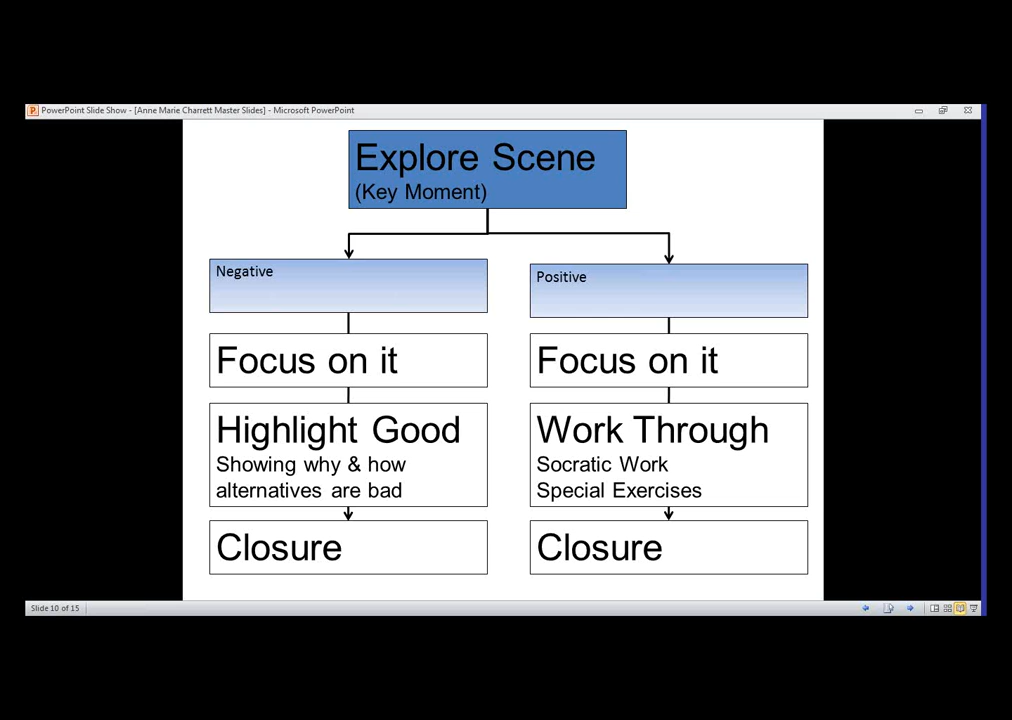 PowerPoint Slide Show - [Anne Marie Charrett Master Slides] - Microsoft PowerPoint
Explore Scene
(Key Moment)
Negative
Focus on it
Highlight Good
Showing why & how
alternatives are bad
Closure
Positive
Focus on it
Work Through
Socratic Work
Special Exercises
Closure
Slide 10 of 15